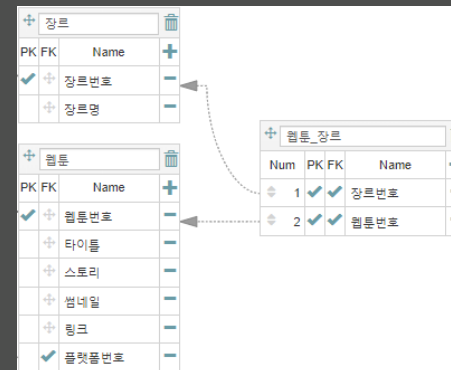 장르
PK FK Name
장르번호
장르명
웹툰
PK FK Name
웹툰번호
타이틀
스토리
썸네일
링크
플랫폼번호
웹툰_장르
Num PK FK Name
1 장르번호
2 웹툰번호